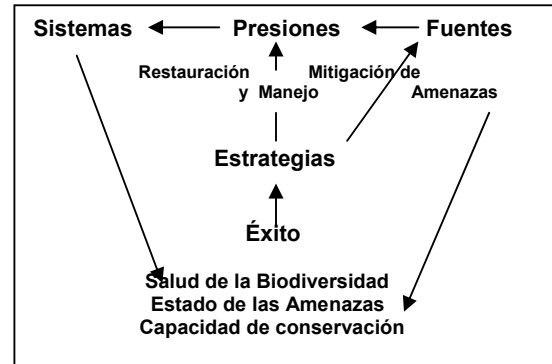 Sistemas Presiones Fuentes
Restauración Mitigación de
y Manejo Amenazas
Estrategias
Éxito
Salud de la Biodiversidad
Estado de las Amenazas
Capacidad de conservación